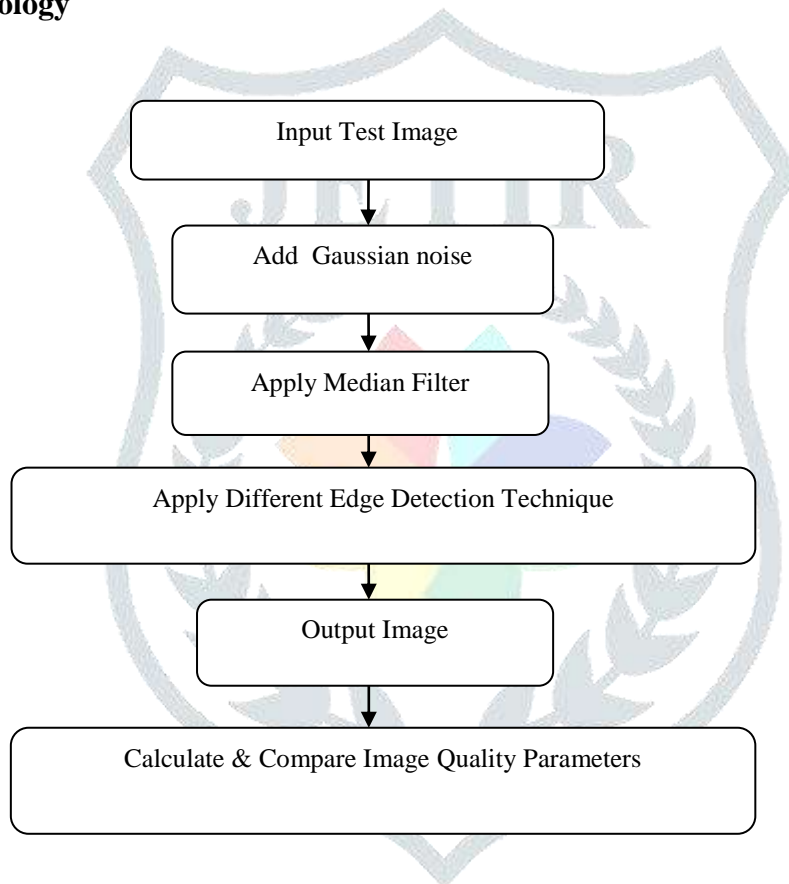 ology
JETIR
Input Test Image
Add Gaussian noise
Apply Median Filter
Apply Different Edge Detection Technique
Output Image
Calculate & Compare Image Quality Parameters